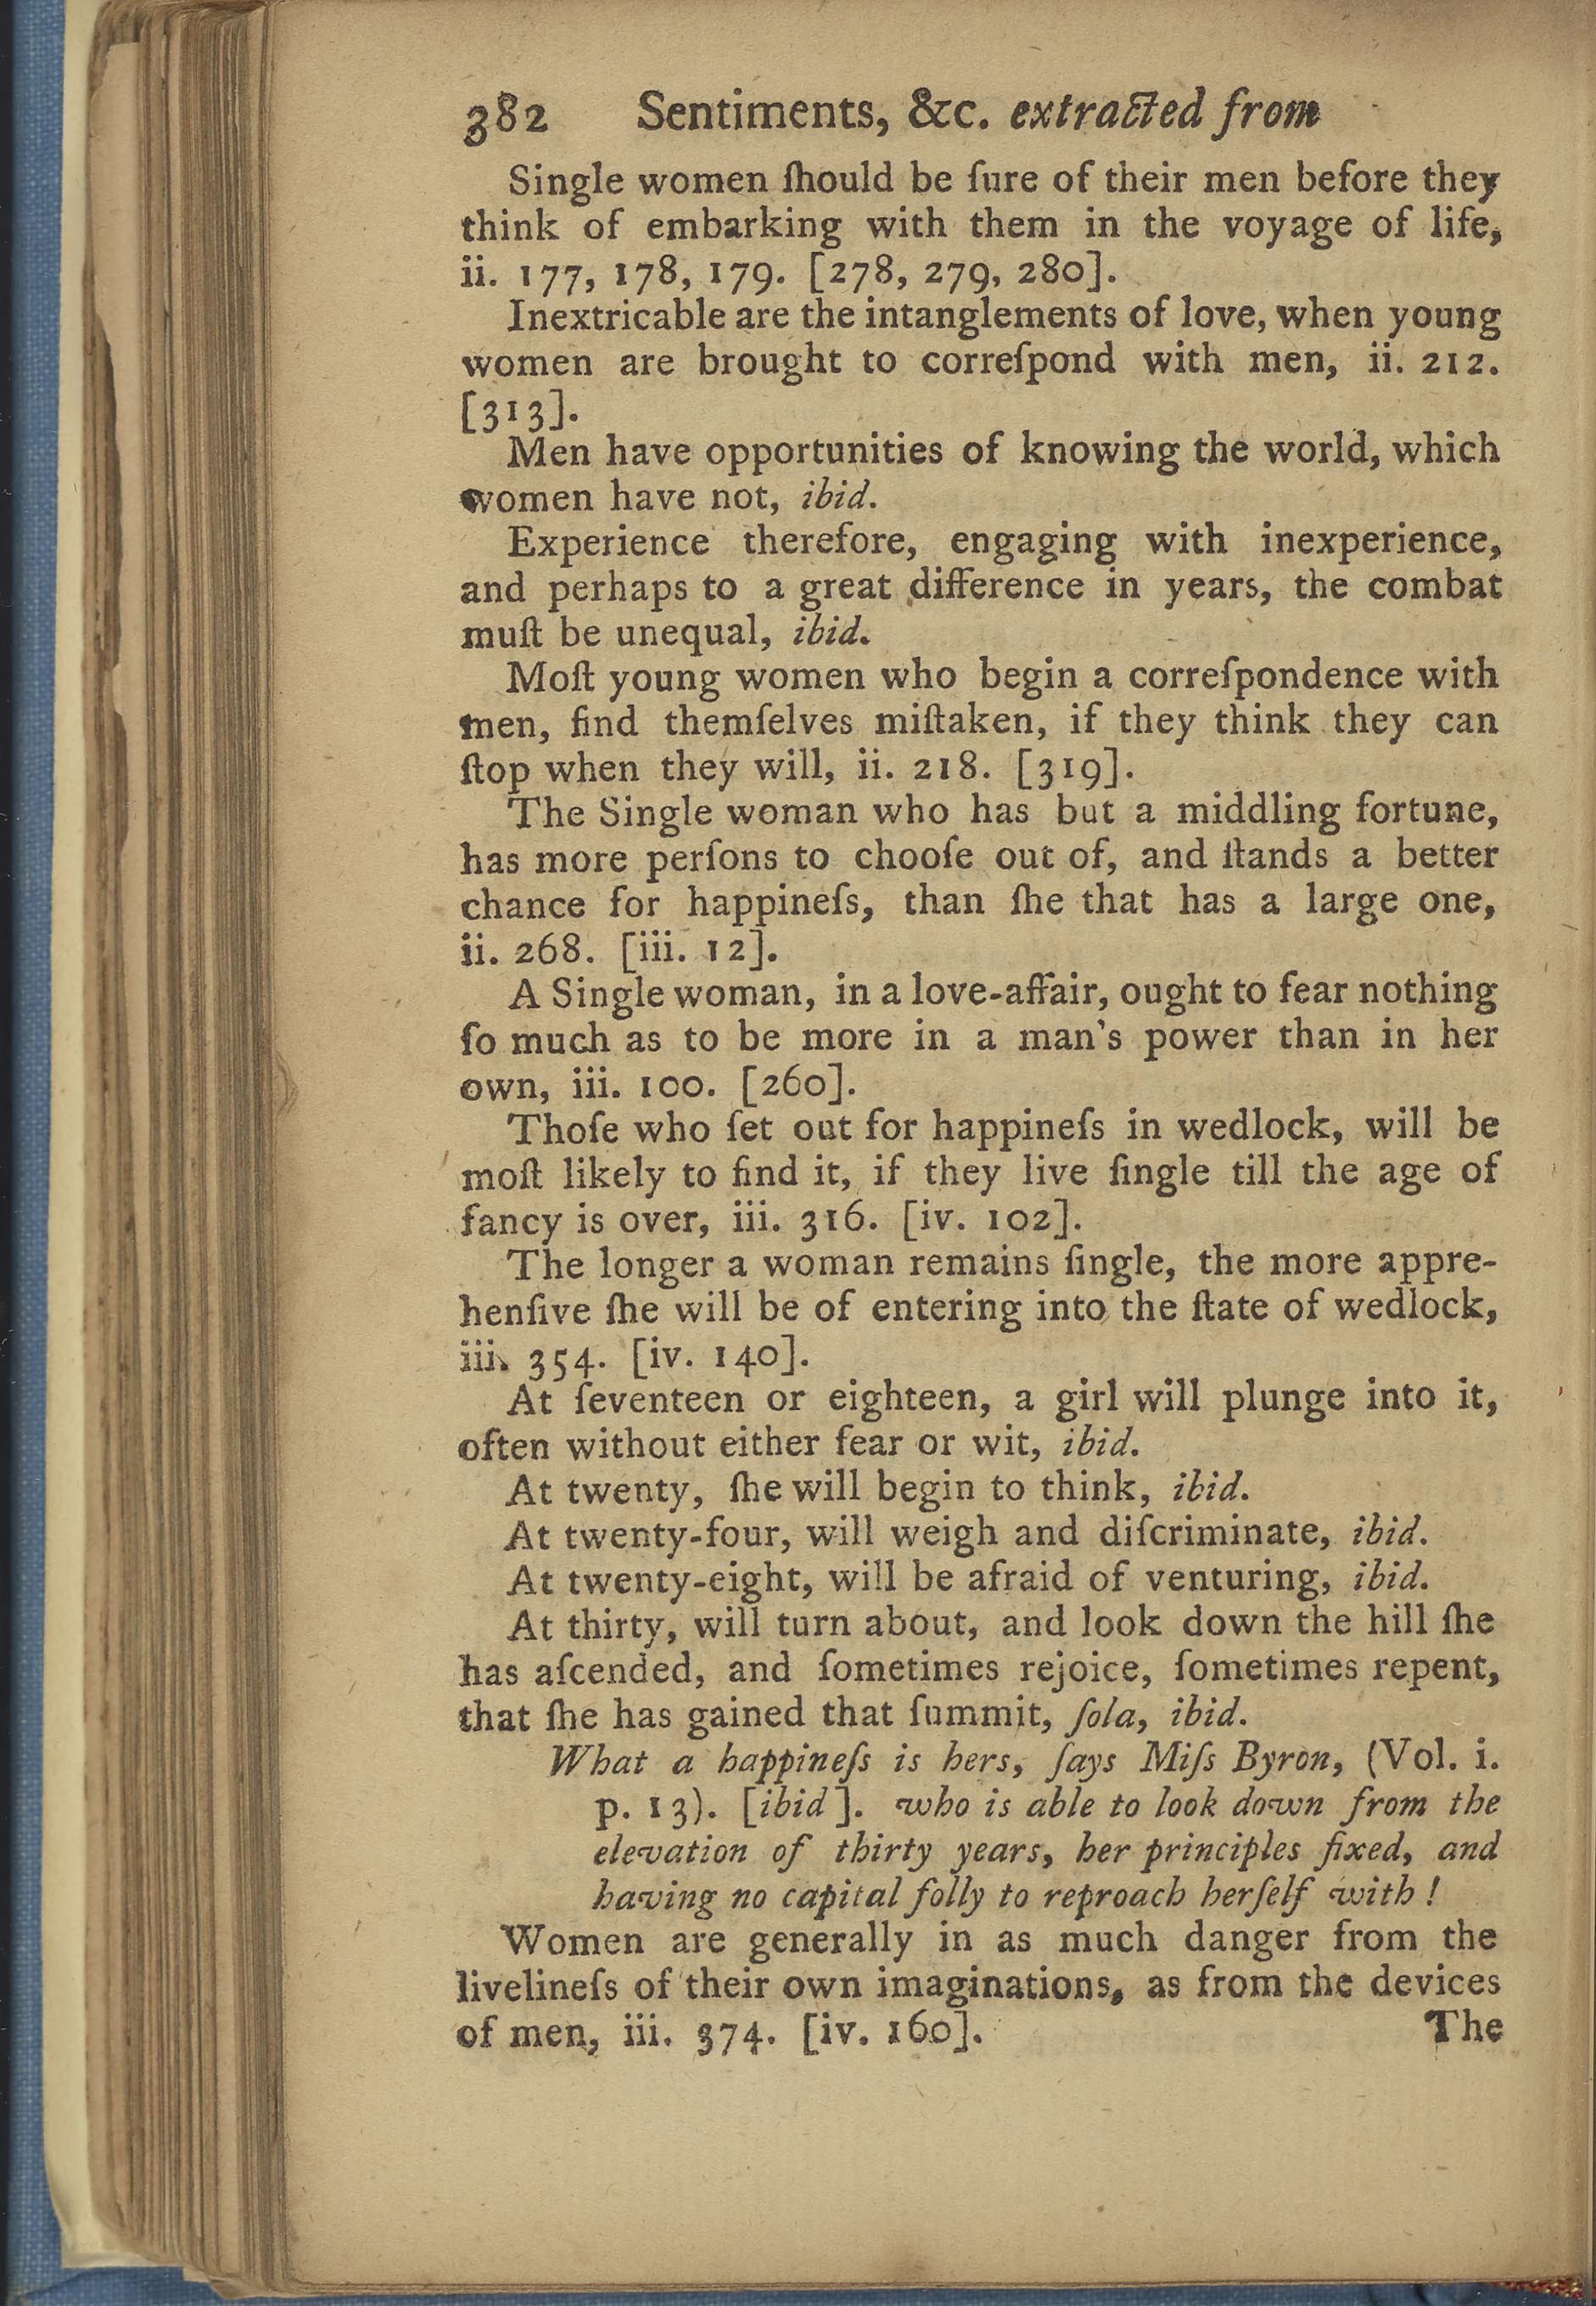 382 Sentiments, &c. extracted from
Single women ſhould be ſure of their men before they
think of embarking with them in the voyage of life,
ii. 177, 178, 179. [278, 279, 280].
Inextricable are the intanglements of love, when young
women are brought to correſpond with men, ii. 212.
[313].
Men have opportunities of knowing the world, which
women have not, ibid.
Experience therefore, engaging with inexperience,
and perhaps to a great difference in years, the combat
muſt be unequal, ibid.
Moſt young women who begin a correſpondence with
men, find themſelves miſtaken, if they think they can
ſtop when they will, ii. 218. [319].
The Single woman who has but a middling fortune,
has more perſons to chooſe out of, and ſtands a better
chance for happineſs, than ſhe that has a large one,
ii. 268. [iii. 12].
A Single woman, in a love-affair, ought to fear nothing
ſo much as to be more in a man's power than in her
own, iii. 100. [260].
Thoſe who ſet out for happineſs in wedlock, will be
moſt likely to find it, if they live ſingle till the age of
fancy is over, iii. 316. [iv. 102].
The longer a woman remains ſingle, the more appre-
henſive ſhe will be of entering into the ſtate of wedlock,
iii. 354. [iv. 140].
At ſeventeen or eighteen, a girl will plunge into it,
often without either fear or wit, ibid.
At twenty, ſhe will begin to think, ibid.
At twenty-four, will weigh and diſcriminate, ibid.
At twenty-eight, will be afraid of venturing, ibid.
At thirty, will turn about, and look down the hill ſhe
has aſcended, and ſometimes rejoice, ſometimes repent,
that ſhe has gained that ſummit, ſola, ibid.
What a happineſs is hers, ſays Miſs Byron, (Vol. i.
p. 13). [ibid]. who is able to look down from the
elevation of thirty years, her principles fixed, and
having no capital folly to reproach herſelf with!
Women are generally in as much danger from the
livelineſs of their own imaginations, as from the devices
of men, iii. 374. [iv. 160]. The